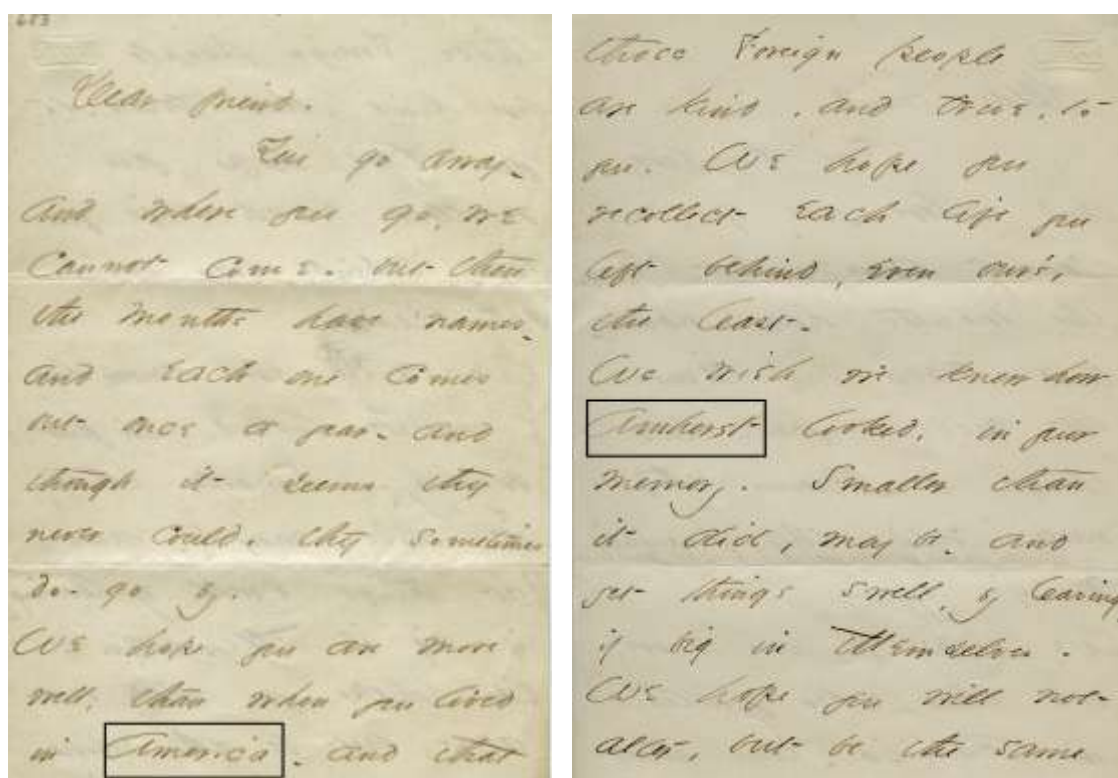 683
Dear friend.
You go away,
and where you go, we
cannot come. but then
the months have names,
and each one comes
but once a year. and
though it seems they
never could, they sometimes
do. go by.
We hope you are more
well, than when you lived
in America. and that
those Foreign people
are kind, and true, to
you. We hope you
recollect each life you
left behind, even our's,
the least.
We wish we knew how
Amherst looked, in your
memory. Smaller than
it did, may be, and
yet things swell, by leaving
if big in themselves.
We hope you will not
alter, but be the same